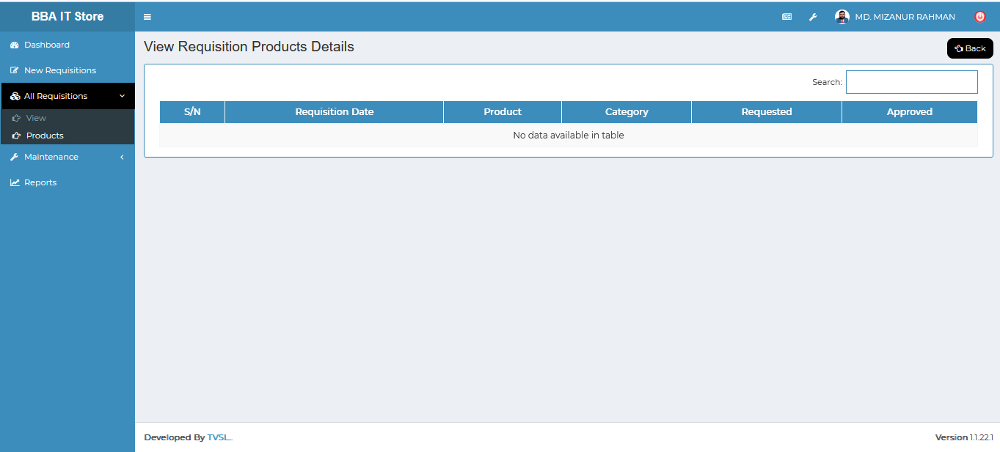 BBA IT Store
MD. MIZANUR RAHMAN
Dashboard
New Requisitions
All Requisitions
View
Products
Maintenance
Reports
View Requisition Products Details
Back
Search:
S/N Requisition Date Product Category Requested Approved
No data available in table
Developed By TVSL..
Version 1.1.22.1